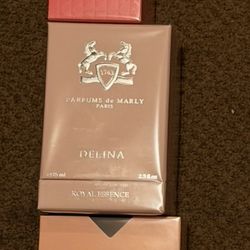 1743
PARFUMS de MARLY
PARIS
DELINA
ROYAL ESSENCE